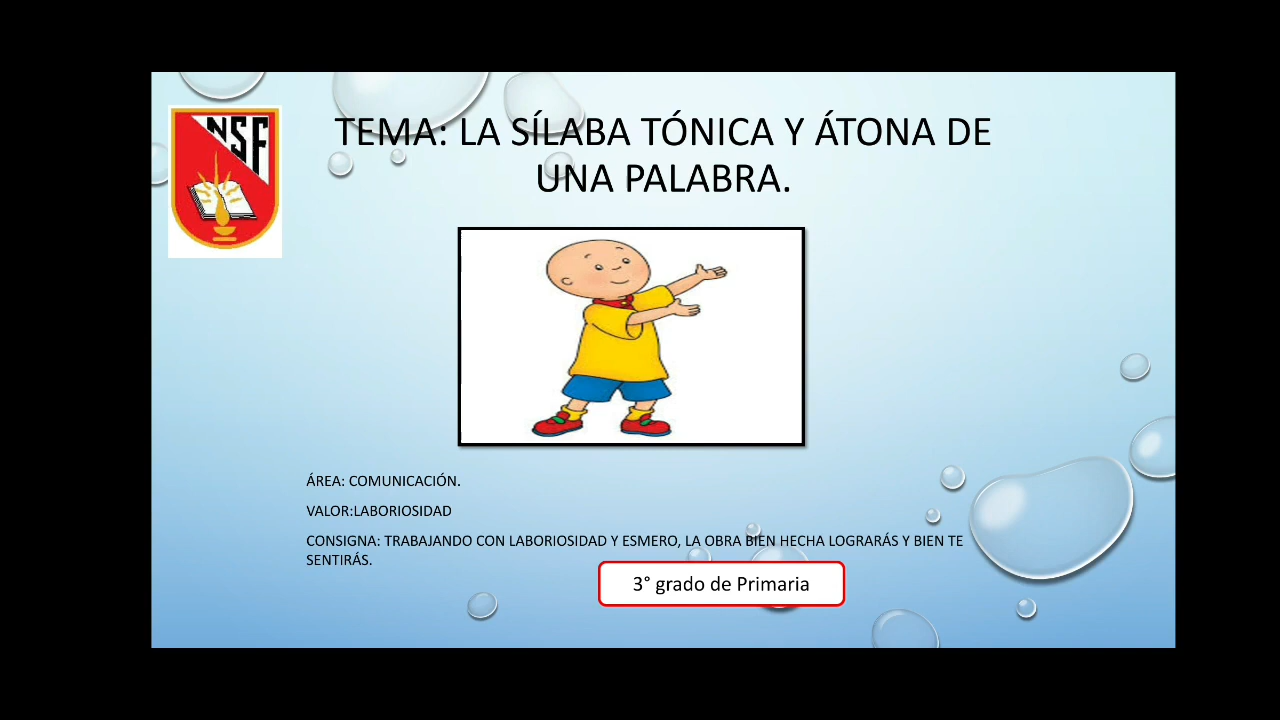 NSF
TEMA: LA SÍLABA TÓNICA Y ÁTONA DE
UNA PALABRA.
ÁREA: COMUNICACIÓN.
VALOR:LABORIOSIDAD
CONSIGNA: TRABAJANDO CON LABORIOSIDAD Y ESMERO, LA OBRA BIEN HECHA LOGRARÁS Y BIEN TE
SENTIRÁS.
3° grado de Primaria